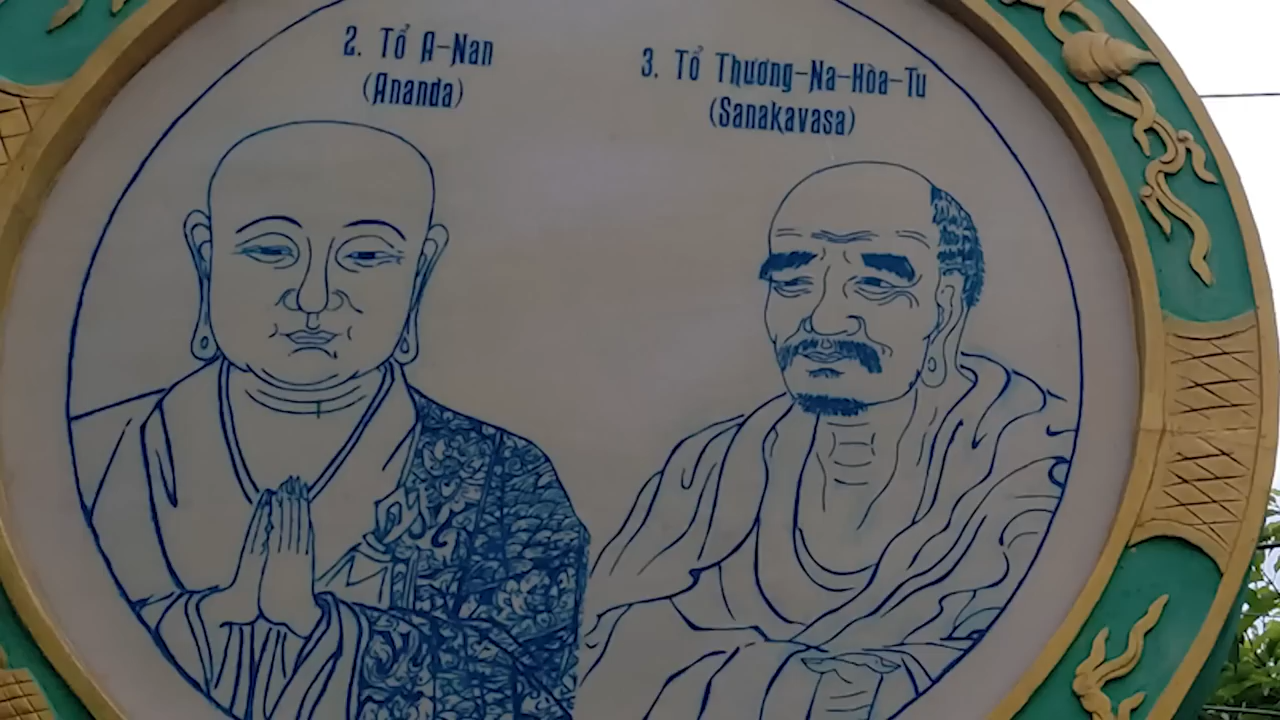 2. Tổ A-Nan
(Ananda)
3. Tổ Thương-Na-Hòa-Tu
(Sanakavasa)